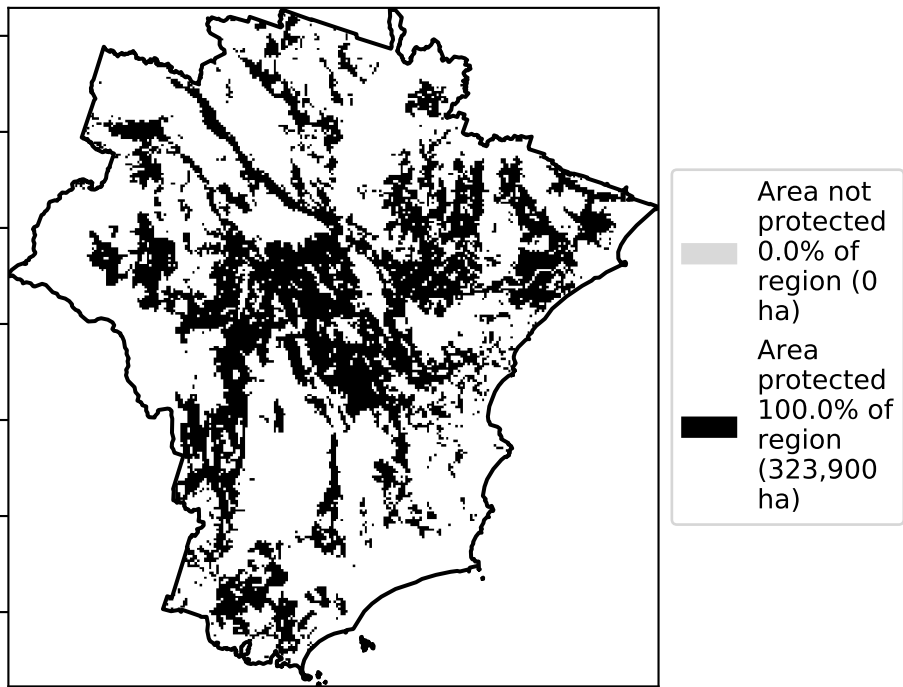 Area not
protected
0.0% of
region (0
ha)
Area
protected
100.0% of
region
(323,900
ha)